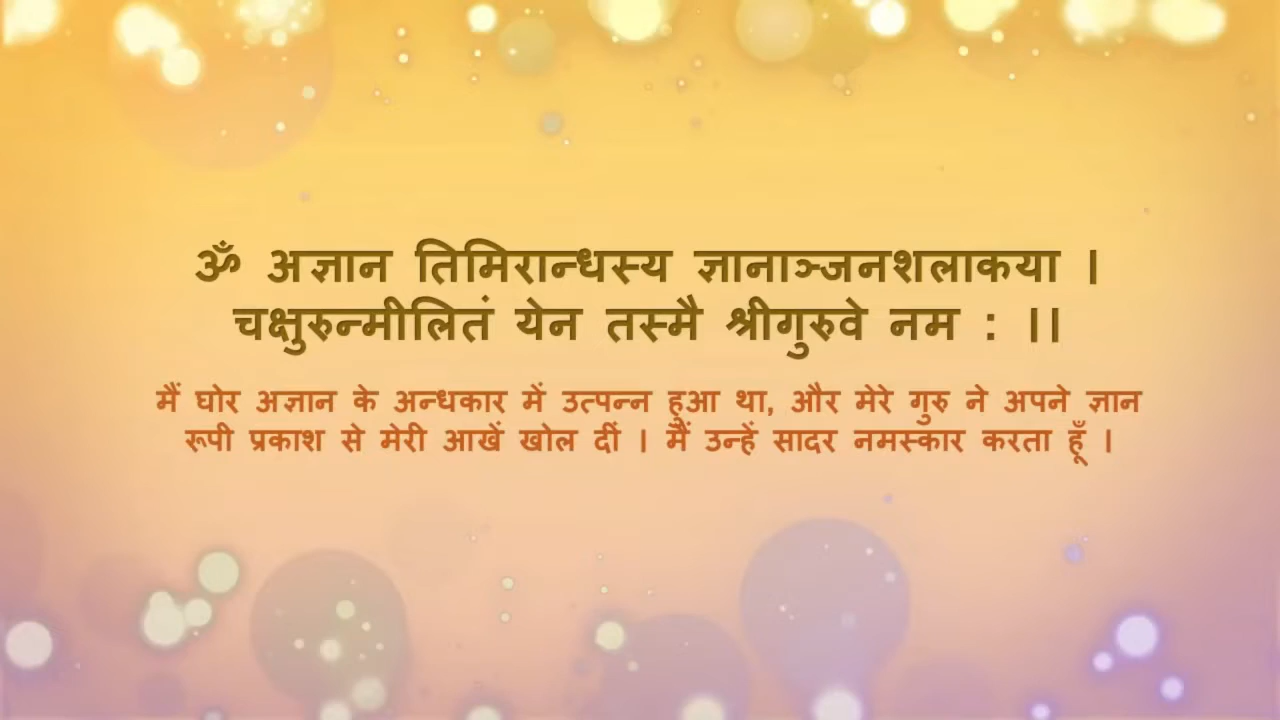 ॐ अज्ञान तिमिरान्धस्य ज्ञानाञ्जनशलाकया ।
चक्षुरुन्मीलितं येन तस्मै श्रीगुरुवे नम : ।।
मैं घोर अज्ञान के अन्धकार में उत्पन्न हुआ था, और मेरे गुरु ने अपने ज्ञान
रूपी प्रकाश से मेरी आखें खोल दीं । मैं उन्हें सादर नमस्कार करता हूँ ।